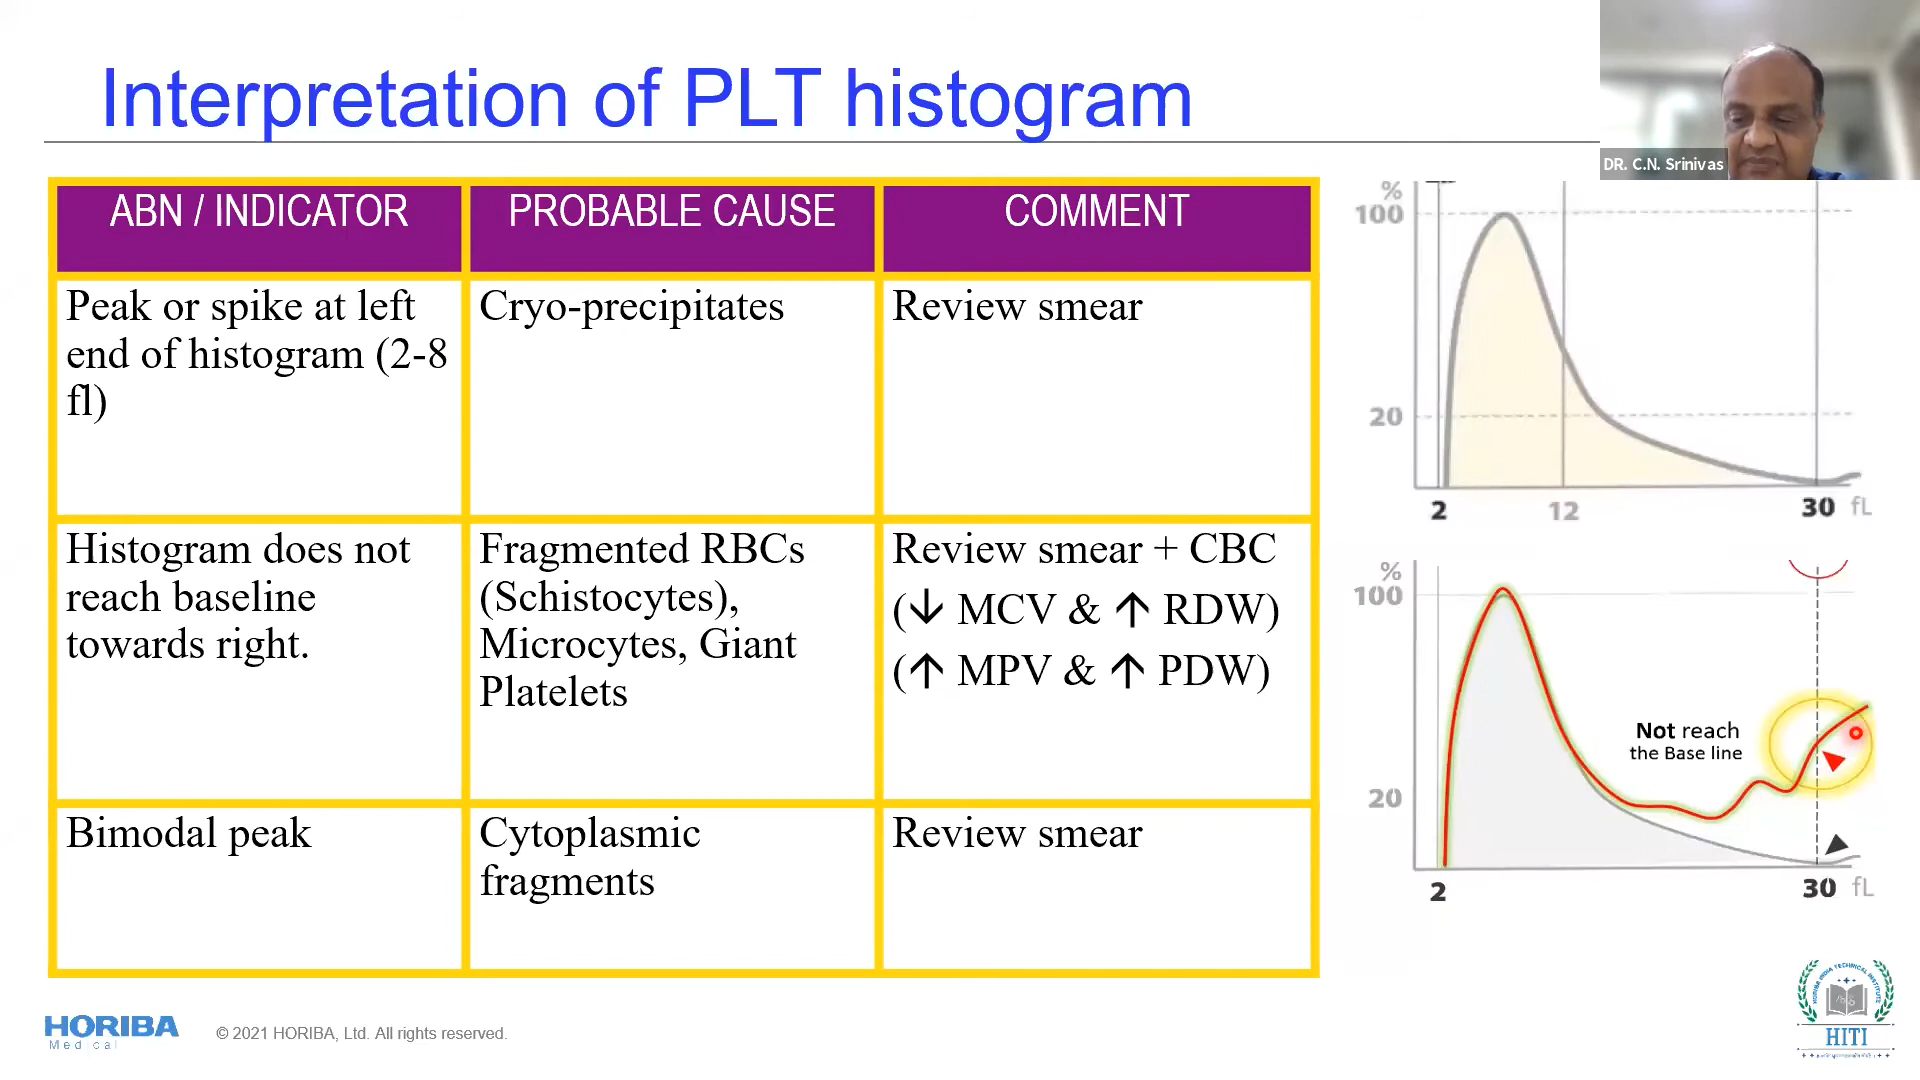 Interpretation of PLT histogram
DR. C.N. Srinivas
ABN / INDICATOR
PROBABLE CAUSE
COMMENT
Peak or spike at left
end of histogram (2-8
fl)
Cryo-precipitates
Review smear
Histogram does not
reach baseline
towards right.
Fragmented RBCs
(Schistocytes),
Microcytes, Giant
Platelets
Review smear + CBC
(↓ MCV & ↑ RDW)
(↑ MPV & ↑ PDW)
Bimodal peak
Cytoplasmic
fragments
Review smear
%
100
20
2
12
30 fL
%
100
Not reach
the Base line
20
2
30 fL
HORIBA
Medical
© 2021 HORIBA, Ltd. All rights reserved.
HORIBA INDIA TECHNICAL INSTITUTE
HITI